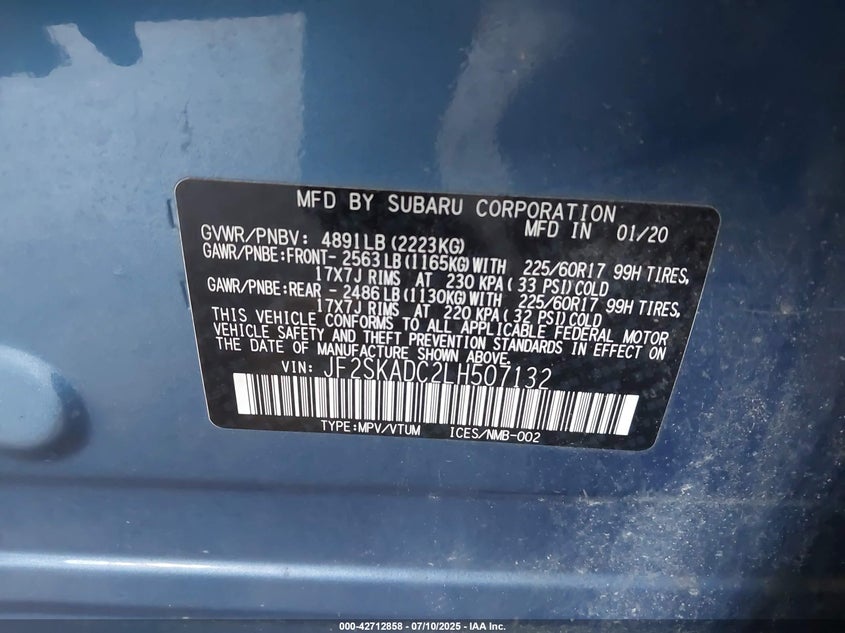 MFD BY SUBARU CORPORATION
GVWR/PNBV: 4891LB(2223KG) MFD IN 01/20
GAWR/PNBE:FRONT- 2563LB(1165KG)WITH 225/60R17 99H TIRES,
17X7J RIMS AT 230 KPA(33 PSI)COLD
GAWR/PNBE:REAR - 2486LB(1130KG)WITH 225/60R17 99H TIRES,
17X7J RIMS AT 220 KPA(32 PSI)COLD
THIS VEHICLE CONFORMS TO ALL APPLICABLE FEDERAL MOTOR
VEHICLE SAFETY AND THEFT PREVENTION STANDARDS IN EFFECT ON
THE DATE OF MANUFACTURE SHOWN ABOVE.
VIN: JF2SKADC2LH507132
TYPE:MPV/VTUM ICES/NMB-002
000-42712858 - 07/10/2025 - IAA Inc.